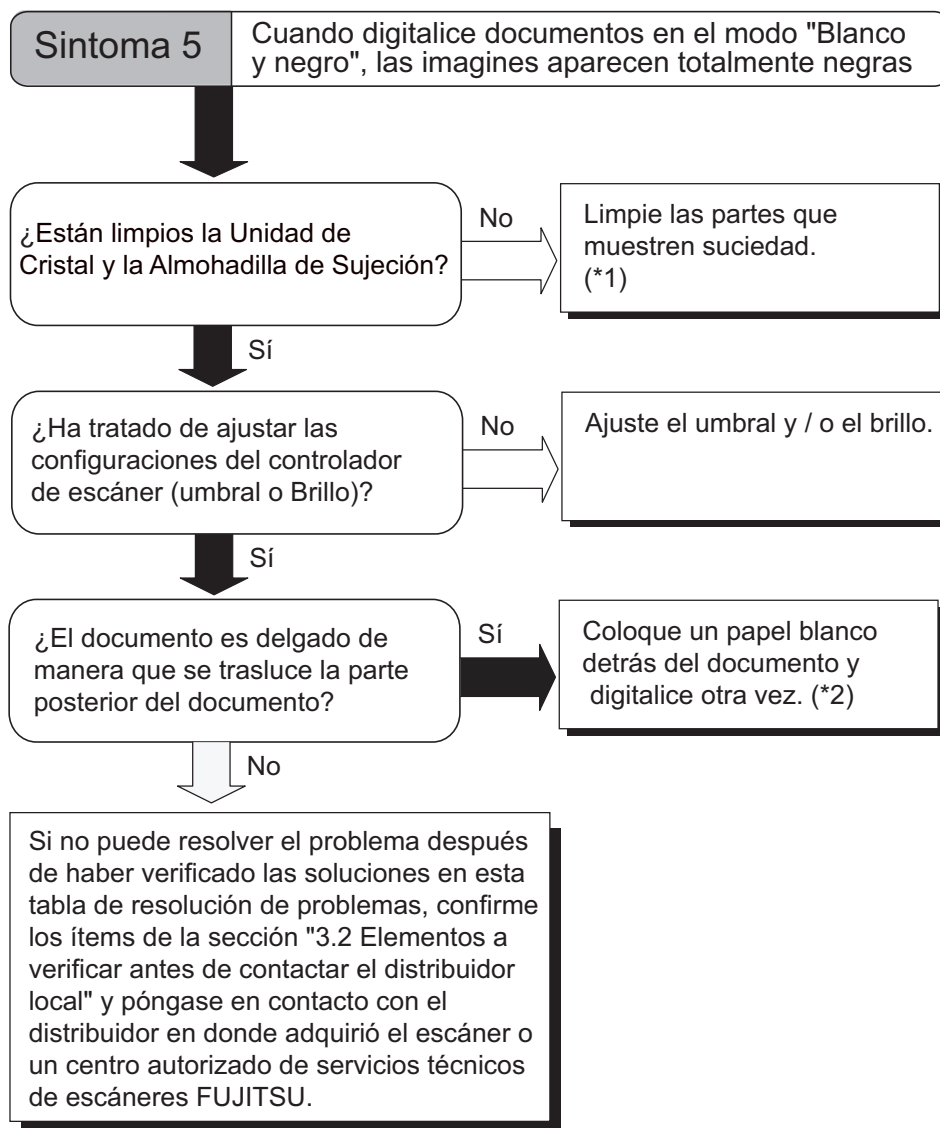 Sintoma 5
Cuando digitalice documentos en el modo "Blanco
y negro", las imagines aparecen totalmente negras
¿Están limpios la Unidad de
Cristal y la Almohadilla de Sujeción?
No
Limpie las partes que
muestren suciedad.
(*1)
Sí
¿Ha tratado de ajustar las
configuraciones del controlador
de escáner (umbral o Brillo)?
No
Ajuste el umbral y / o el brillo.
Sí
¿El documento es delgado de
manera que se trasluce la parte
posterior del documento?
Sí
Coloque un papel blanco
detrás del documento y
digitalice otra vez. (*2)
No
Si no puede resolver el problema después
de haber verificado las soluciones en esta
tabla de resolución de problemas, confirme
los ítems de la sección "3.2 Elementos a
verificar antes de contactar el distribuidor
local" y póngase en contacto con el
distribuidor en donde adquirió el escáner o
un centro autorizado de servicios técnicos
de escáneres FUJITSU.